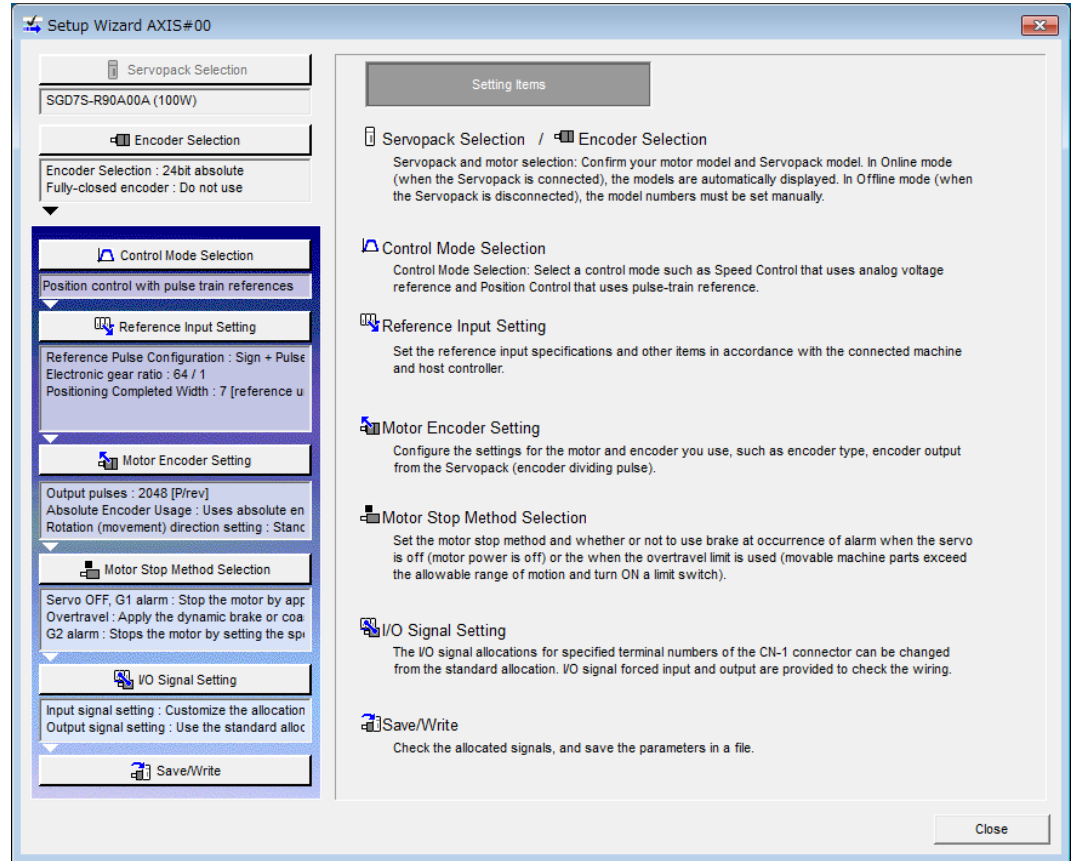 Setup Wizard AXIS#00
Servopack Selection
SGD7S-R90A00A (100W)
Encoder Selection
Encoder Selection : 24bit absolute
Fully-closed encoder : Do not use
Control Mode Selection
Position control with pulse train references
Reference Input Setting
Reference Pulse Configuration : Sign + Pulse
Electronic gear ratio : 64 / 1
Positioning Completed Width : 7 [reference u
Motor Encoder Setting
Output pulses : 2048 [P/rev]
Absolute Encoder Usage : Uses absolute en
Rotation (movement) direction setting : Stanc
Motor Stop Method Selection
Servo OFF, G1 alarm : Stop the motor by app
Overtravel : Apply the dynamic brake or coa
G2 alarm : Stops the motor by setting the spe
I/O Signal Setting
Input signal setting : Customize the allocation
Output signal setting : Use the standard alloc
Save/Write
Setting Items
Servopack Selection / Encoder Selection
Servopack and motor selection: Confirm your motor model and Servopack model. In Online mode
(when the Servopack is connected), the models are automatically displayed. In Offline mode (when
the Servopack is disconnected), the model numbers must be set manually.
Control Mode Selection
Control Mode Selection: Select a control mode such as Speed Control that uses analog voltage
reference and Position Control that uses pulse-train reference.
Reference Input Setting
Set the reference input specifications and other items in accordance with the connected machine
and host controller.
Motor Encoder Setting
Configure the settings for the motor and encoder you use, such as encoder type, encoder output
from the Servopack (encoder dividing pulse).
Motor Stop Method Selection
Set the motor stop method and whether or not to use brake at occurrence of alarm when the servo
is off (motor power is off) or the when the overtravel limit is used (movable machine parts exceed
the allowable range of motion and turn ON a limit switch).
I/O Signal Setting
The I/O signal allocations for specified terminal numbers of the CN-1 connector can be changed
from the standard allocation. I/O signal forced input and output are provided to check the wiring.
Save/Write
Check the allocated signals, and save the parameters in a file.
Close